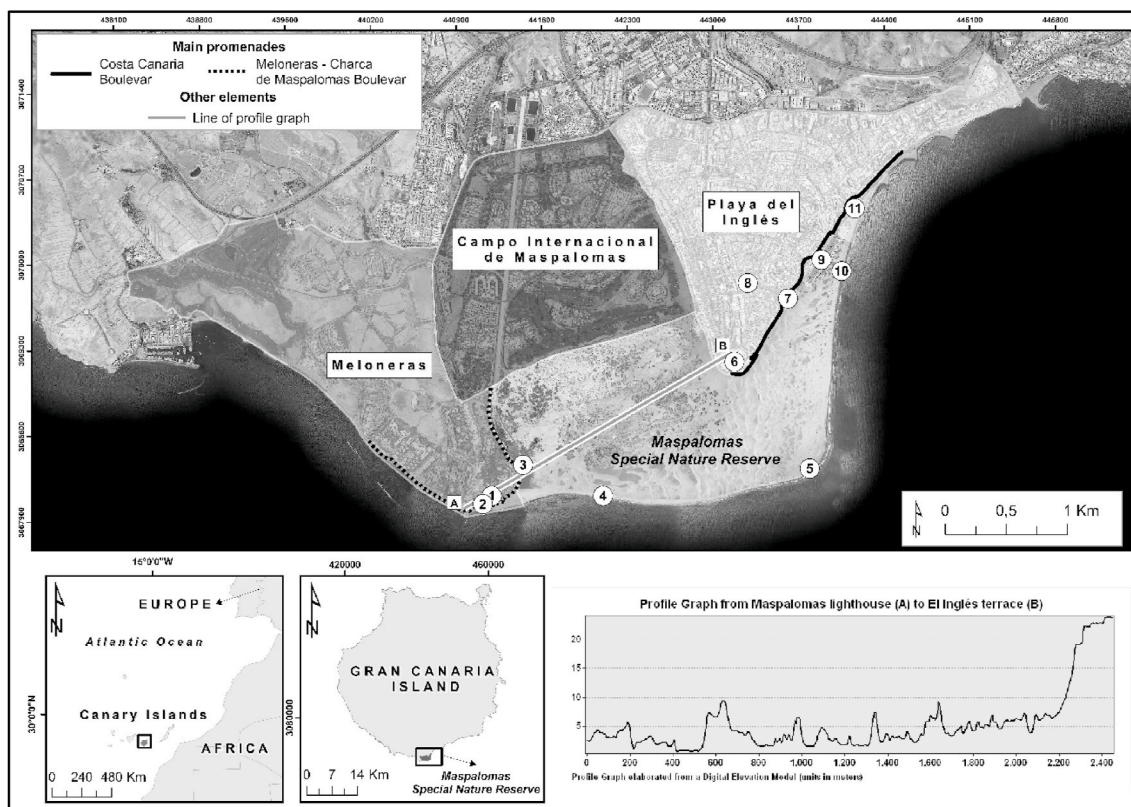 438100 438800 439500 440200 440900 441600 442300 443000 443700 444400 445100 446800
3071400
3070700
3070000
3069300
3068600
3067900
Main promenades
Costa Canaria
Boulevar
Meloneras - Charca
de Maspalomas Boulevar
Other elements
Line of profile graph
Campo Internacional
de Maspalomas
Playa del
Inglés
Meloneras
Maspalomas
Special Nature Reserve
A
B
1
2
3
4
5
6
7
8
9
10
11
N
0 0,5 1 Km
15°0'0"W
30°0'0"N
N
EUROPE
Atlantic Ocean
Canary Islands
AFRICA
0 240 480 Km
420000 460000
3080000
N
GRAN CANARIA
ISLAND
0 7 14 Km
Maspalomas
Special Nature Reserve
Profile Graph from Maspalomas lighthouse (A) to El Inglés terrace (B)
20
15
10
5
0 200 400 600 800 1.000 1.200 1.400 1.600 1.800 2.000 2.200 2.400
Profile Graph elaborated from a Digital Elevation Model (units in meters)